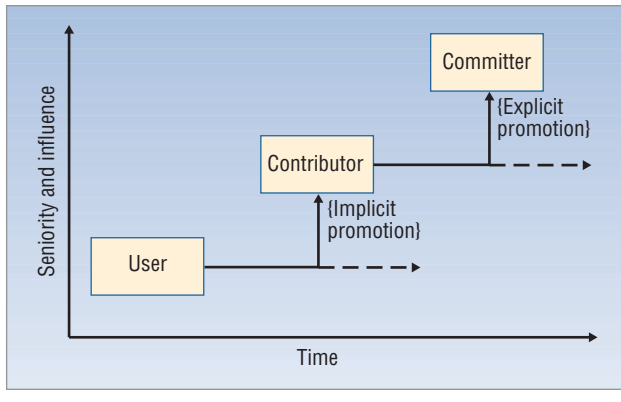 Committer
{Explicit
promotion}
Contributor
{Implicit
promotion}
User
Seniority and influence
Time